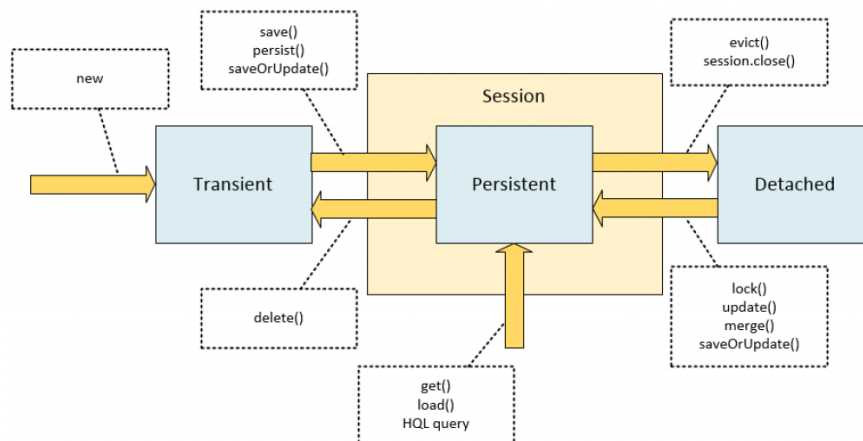 save()
persist()
saveOrUpdate()
evict()
session.close()
new
Session
Transient
Persistent
Detached
delete()
lock()
update()
merge()
saveOrUpdate()
get()
load()
HQL query